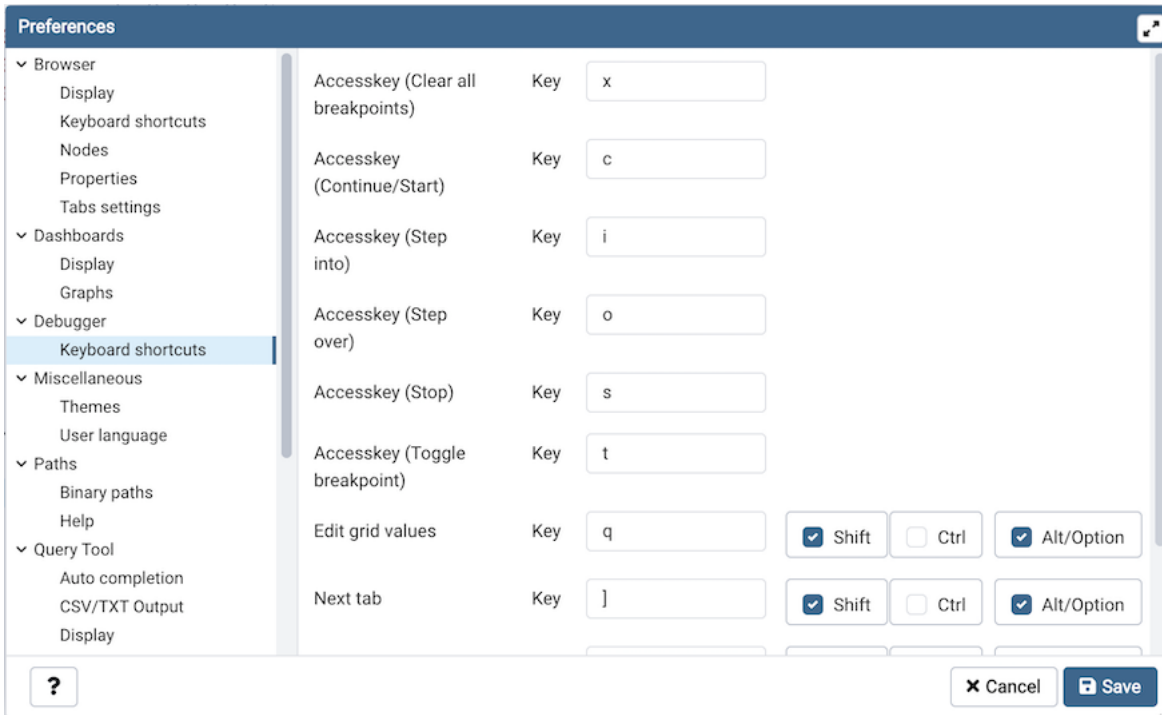 Preferences
Browser
Display
Keyboard shortcuts
Nodes
Properties
Tabs settings
Dashboards
Display
Graphs
Debugger
Keyboard shortcuts
Miscellaneous
Themes
User language
Paths
Binary paths
Help
Query Tool
Auto completion
CSV/TXT Output
Display
Accesskey (Clear all
breakpoints)
Key
x
Accesskey
(Continue/Start)
Key
c
Accesskey (Step
into)
Key
i
Accesskey (Step
over)
Key
o
Accesskey (Stop)
Key
s
Accesskey (Toggle
breakpoint)
Key
t
Edit grid values
Key
q
Shift
Ctrl
Alt/Option
Next tab
Key
]
Shift
Ctrl
Alt/Option
?
Cancel
Save